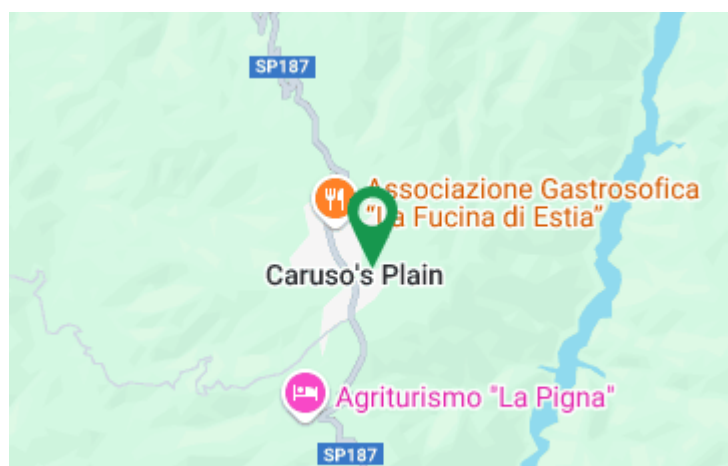 SP187
Associazione Gastrosofica
"La Fucina di Estia"
Caruso's Plain
Agriturismo "La Pigna"
SP187